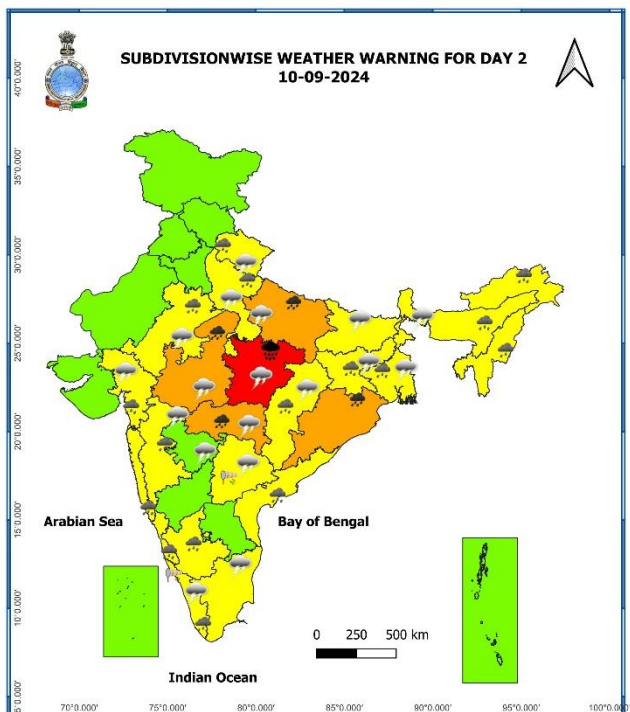 SUBDIVISIONWISE WEATHER WARNING FOR DAY 2
10-09-2024
40°0.000'
35°0.000'
30°0.000'
25°0.000'
20°0.000'
15°0.000'
10°0.000'
5°0.000'
Arabian Sea
Bay of Bengal
0 250 500 km
Indian Ocean
70°0.000' 75°0.000' 80°0.000' 85°0.000' 90°0.000' 95°0.000' 100°0.000'